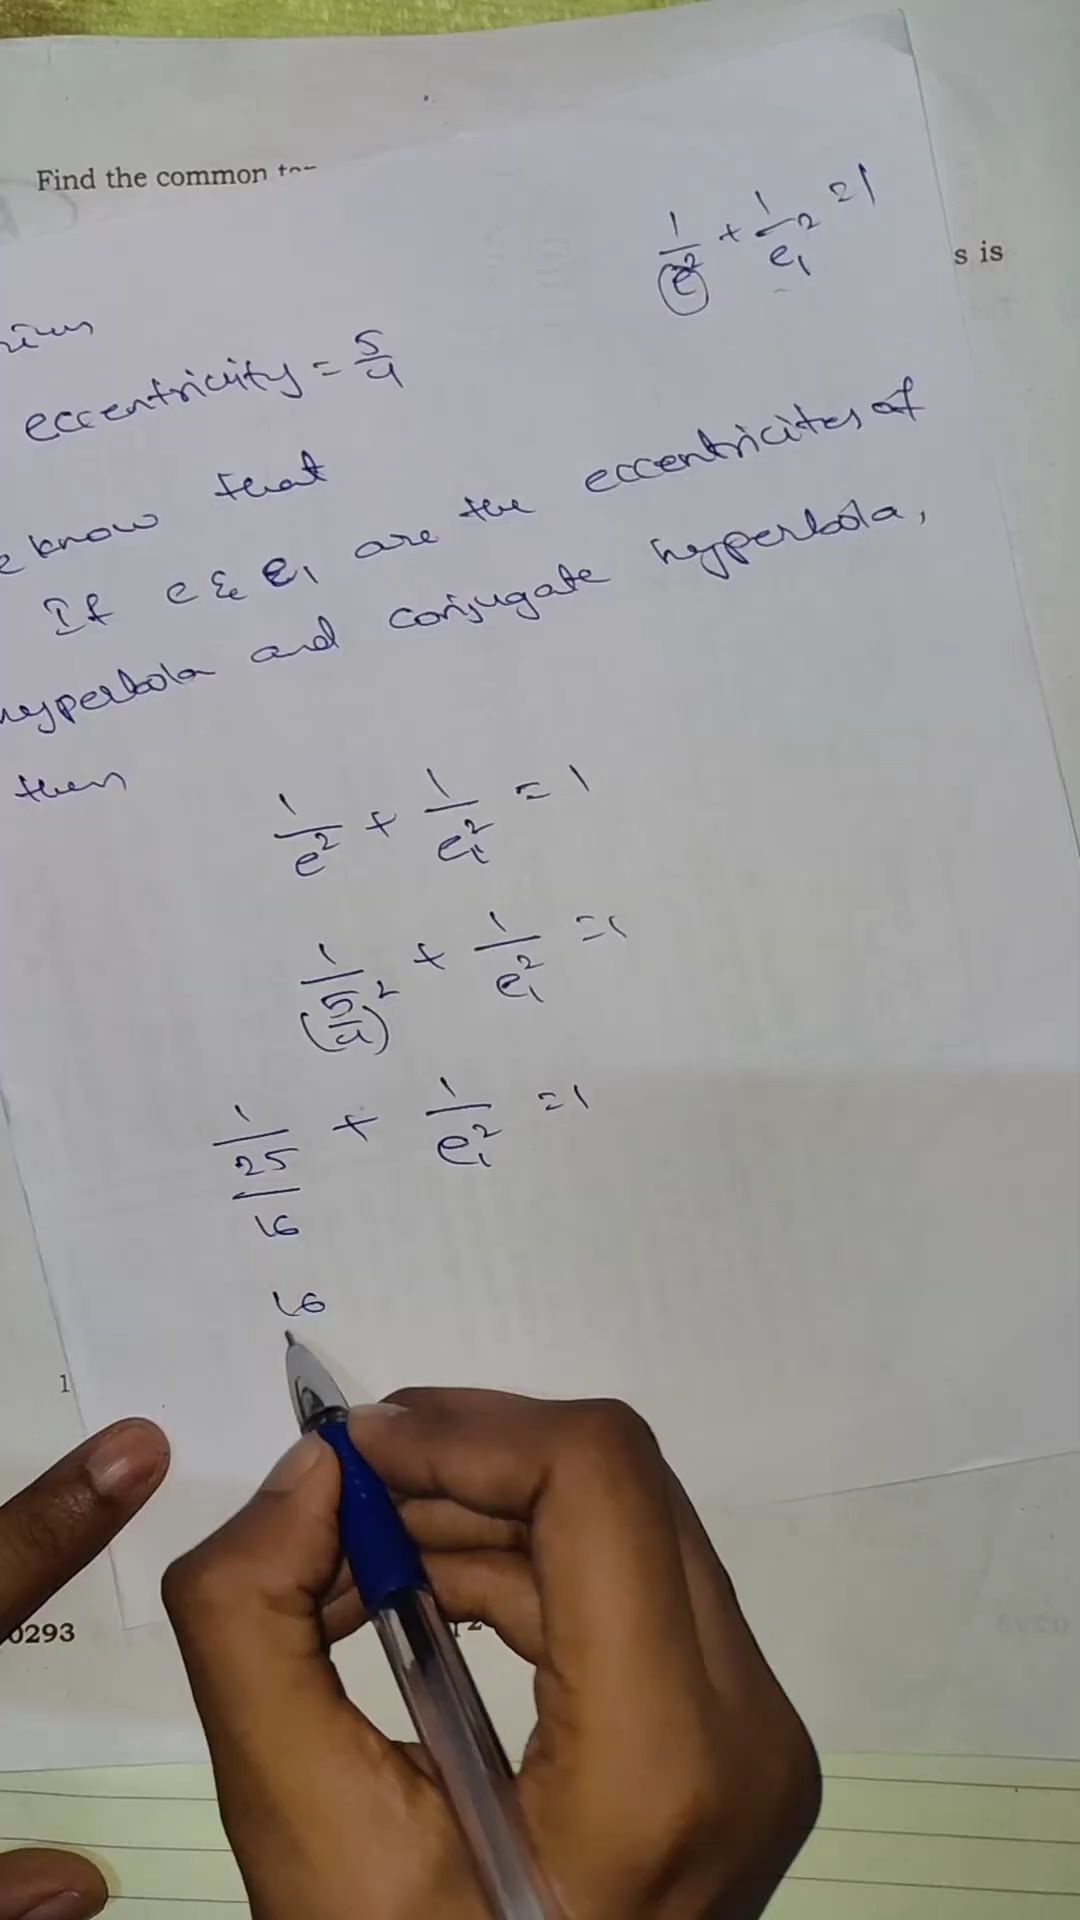 Find the common
1/e² + 1/e₁² = 1
s is
eccentricity = 5/4
know that
If e & e₁ are the eccentricities of
hyperbola and conjugate hyperbola,
then
1/e² + 1/e₁² = 1
1/(5/4)² + 1/e₁² = 1
1/(25/16) + 1/e₁² = 1
16
1
0293